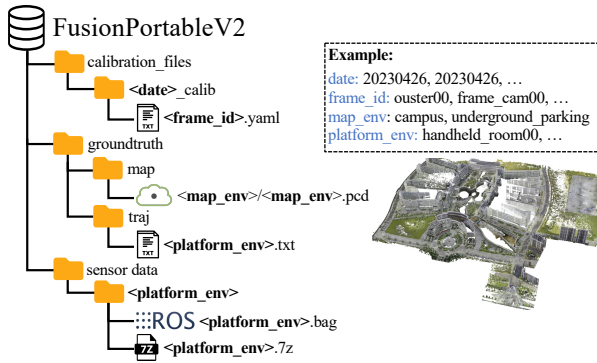 FusionPortableV2
calibration_files
<date>_calib
TXT <frame_id>.yaml
groundtruth
map
<map_env>/<map_env>.pcd
traj
TXT <platform_env>.txt
sensor data
<platform_env>
:::ROS <platform_env>.bag
7Z <platform_env>.7z
Example:
date: 20230426, 20230426, …
frame_id: ouster00, frame_cam00, …
map_env: campus, underground_parking
platform_env: handheld_room00, …